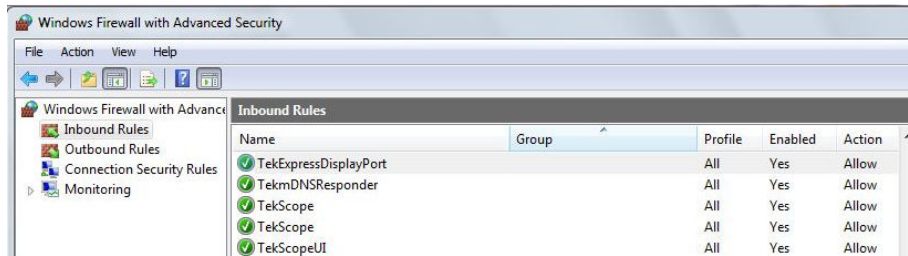 Windows Firewall with Advanced Security
File Action View Help
Windows Firewall with Advance
Inbound Rules
Outbound Rules
Connection Security Rules
Monitoring
Inbound Rules
Name Group Profile Enabled Action
TekExpressDisplayPort All Yes Allow
TekmDNSResponder All Yes Allow
TekScope All Yes Allow
TekScope All Yes Allow
TekScopeUI All Yes Allow